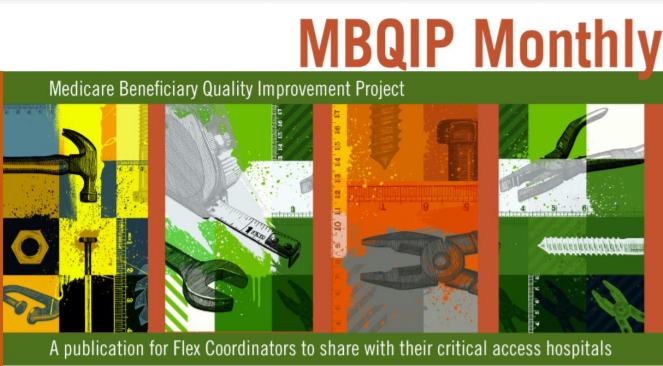 MBQIP Monthly
Medicare Beneficiary Quality Improvement Project
A publication for Flex Coordinators to share with their critical access hospitals